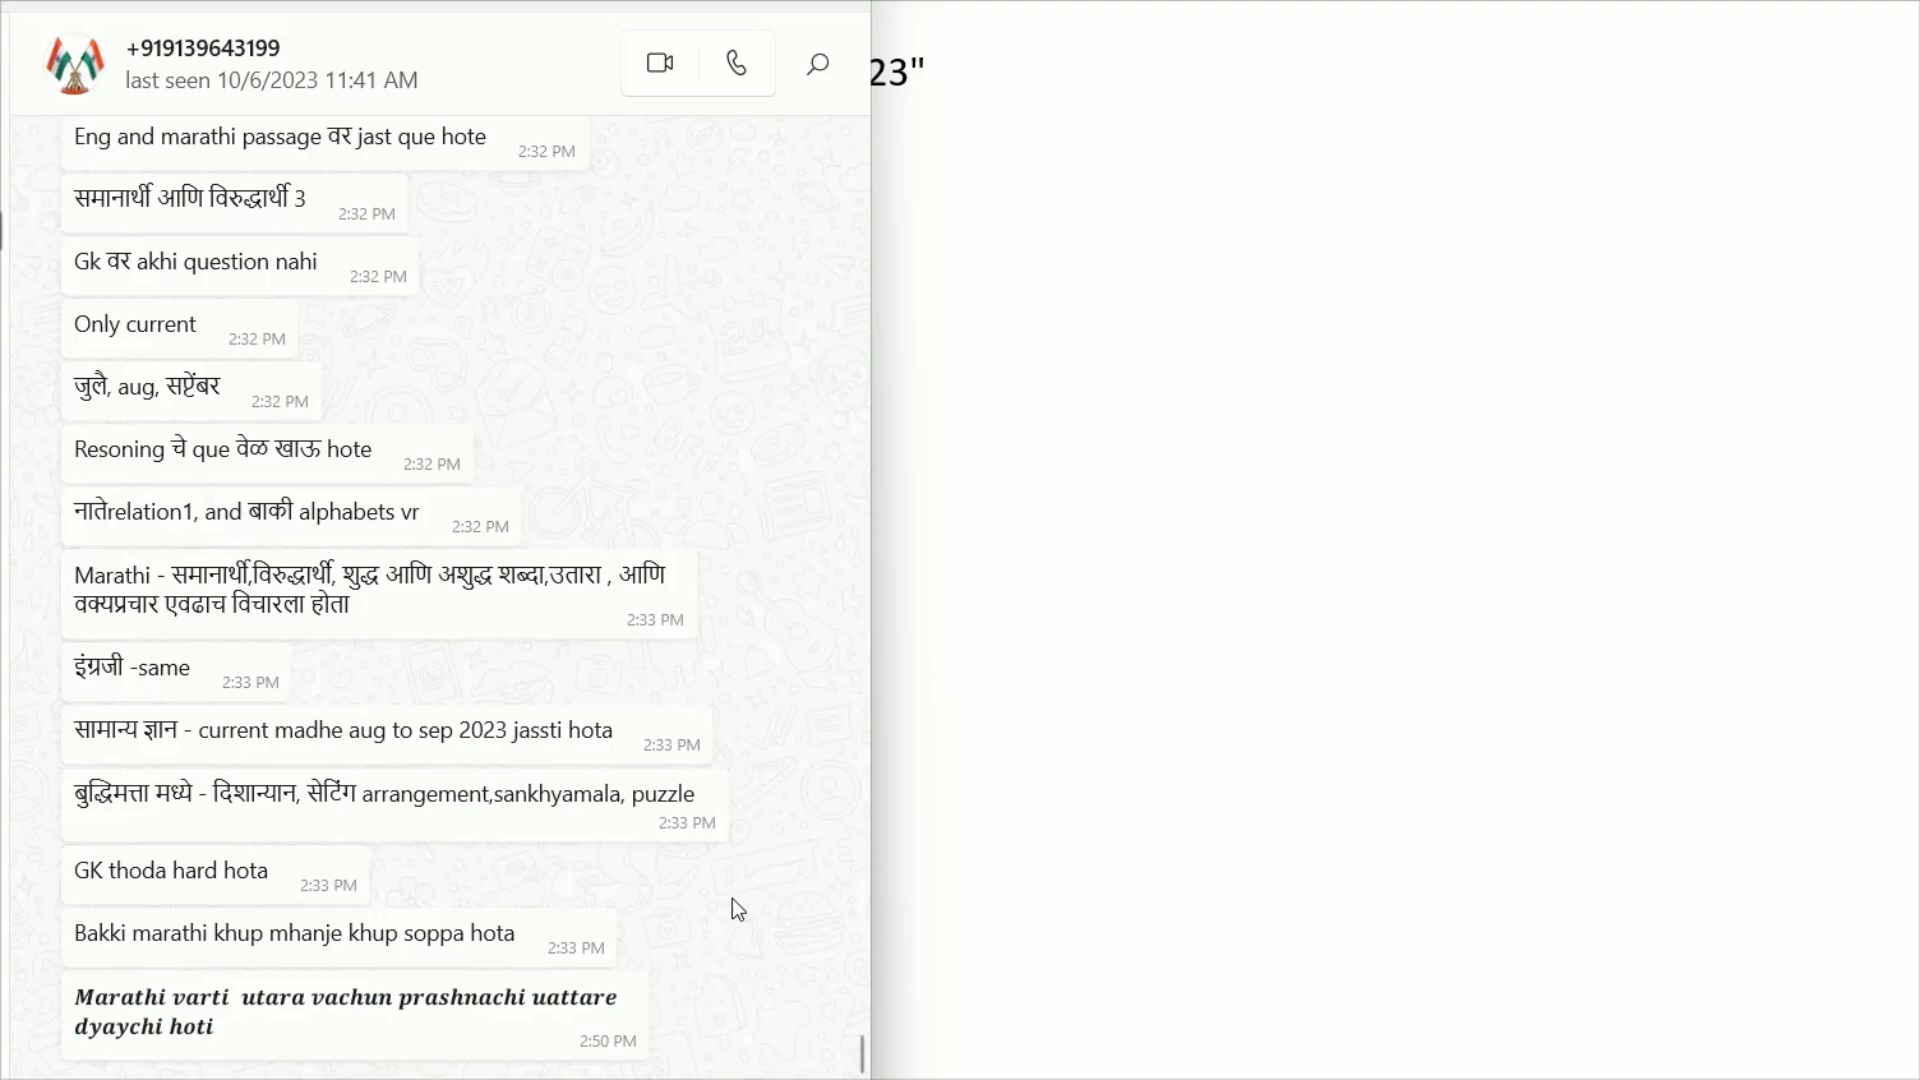 +919139643199
last seen 10/6/2023 11:41 AM
23"
Eng and marathi passage वर jast que hote
2:32 PM
समानार्थी आणि विरुद्धार्थी 3
2:32 PM
Gk वर akhi question nahi
2:32 PM
Only current
2:32 PM
जुलै, aug, सप्टेंबर
2:32 PM
Resoning चे que वेळ खाऊ hote
2:32 PM
नातेrelation1, and बाकी alphabets vr
2:32 PM
Marathi - समानार्थी,विरुद्धार्थी, शुद्ध आणि अशुद्ध शब्दा,उतारा , आणि
वक्यप्रचार एवढाच विचारला होता
2:33 PM
इंग्रजी -same
2:33 PM
सामान्य ज्ञान - current madhe aug to sep 2023 jassti hota
2:33 PM
बुद्धिमत्ता मध्ये - दिशान्यान, सेटिंग arrangement,sankhyamala, puzzle
2:33 PM
GK thoda hard hota
2:33 PM
Bakki marathi khup mhanje khup soppa hota
2:33 PM
Marathi varti utara vachun prashnachi uattare
dyaychi hoti
2:50 PM